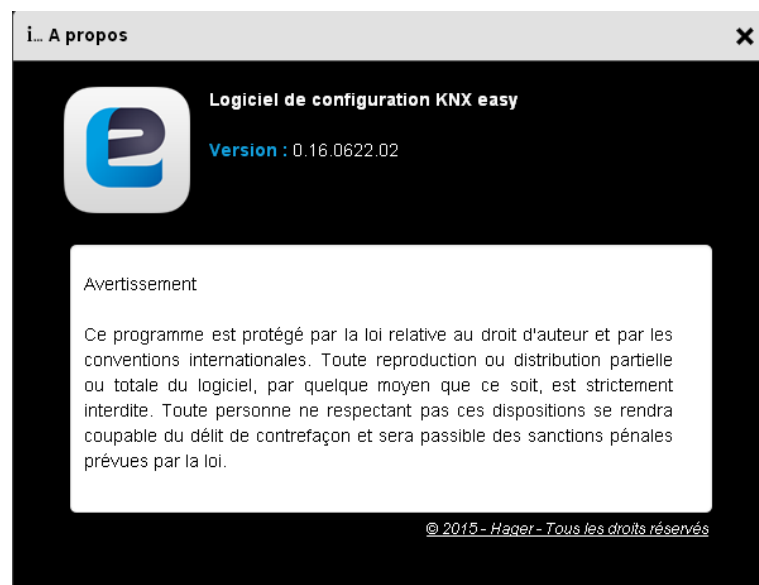 i... A propos
Logiciel de configuration KNX easy
Version : 0.16.0622.02
Avertissement
Ce programme est protégé par la loi relative au droit d'auteur et par les
conventions internationales. Toute reproduction ou distribution partielle
ou totale du logiciel, par quelque moyen que ce soit, est strictement
interdite. Toute personne ne respectant pas ces dispositions se rendra
coupable du délit de contrefaçon et sera passible des sanctions pénales
prévues par la loi.
© 2015 - Hager - Tous les droits réservés